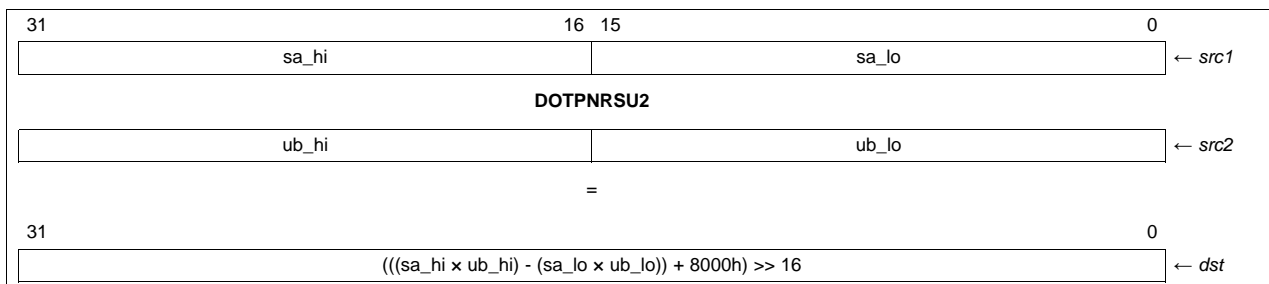 31 16 15 0
sa_hi sa_lo ← src1
DOTPNRSU2
ub_hi ub_lo ← src2
=
31 0
(((sa_hi × ub_hi) - (sa_lo × ub_lo)) + 8000h) >> 16 ← dst